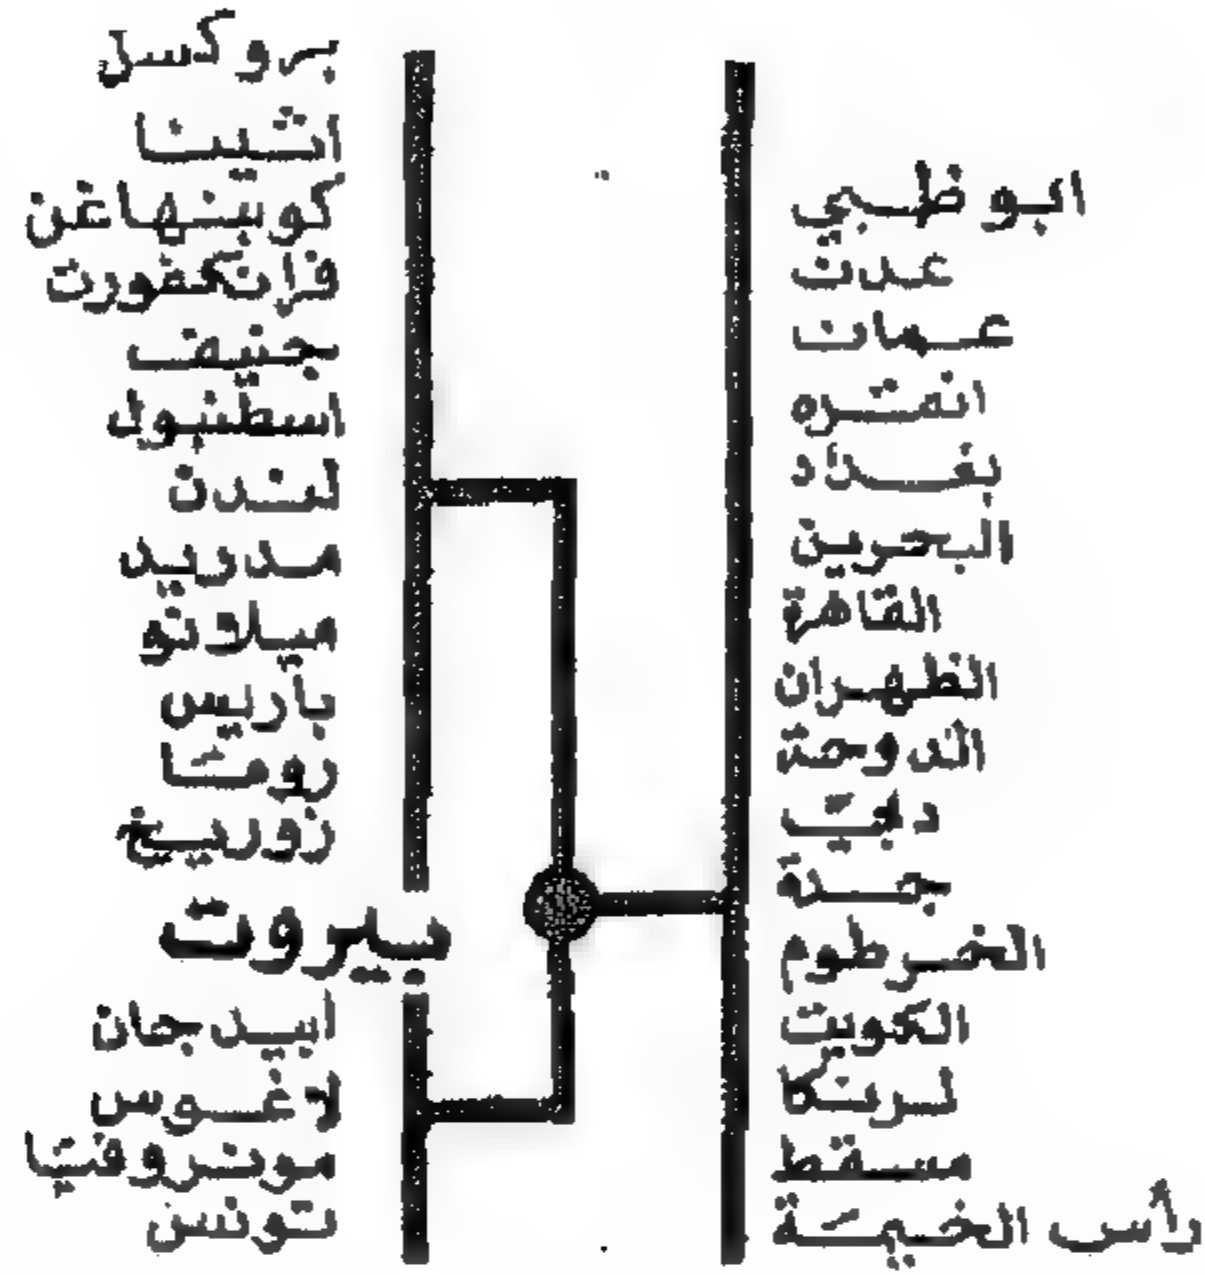 ابو ظبي
عدن
عمان
انقره
بغداد
البحرين
القاهرة
الظهران
الدوحة
دبي
جدة
الخرطوم
الكويت
لرنكا
مسقط
رأس الخيمة
بروكسل
اثينا
كوبنهاغن
فرانكفورت
جنيف
اسطنبول
لندن
مدريد
ميلانو
باريس
روما
زوريخ
بيروت
ابيدجان
لاغوس
مونروفيا
تونس